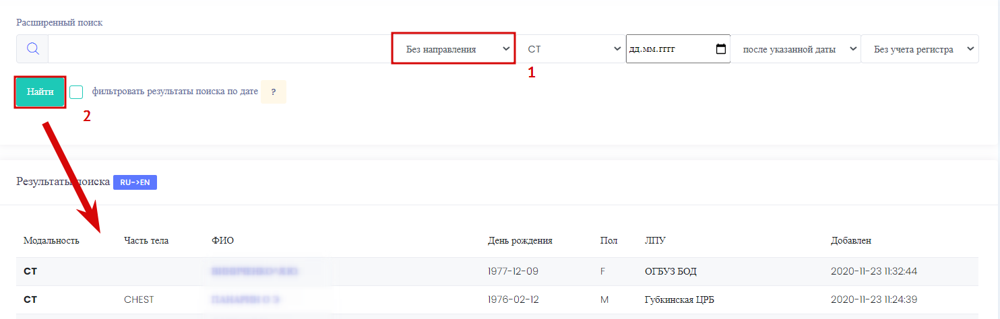 Расширенный поиск
Без направления CT дд.мм.гггг после указанной даты Без учета регистра
1
Найти фильтровать результаты поиска по дате ?
2
Результаты поиска RU->EN
Модальность Часть тела ФИО День рождения Пол ЛПУ Добавлен
CT 1977-12-09 F ОГБУЗ БОД 2020-11-23 11:32:44
CT CHEST 1976-02-12 M Губкинская ЦРБ 2020-11-23 11:24:39